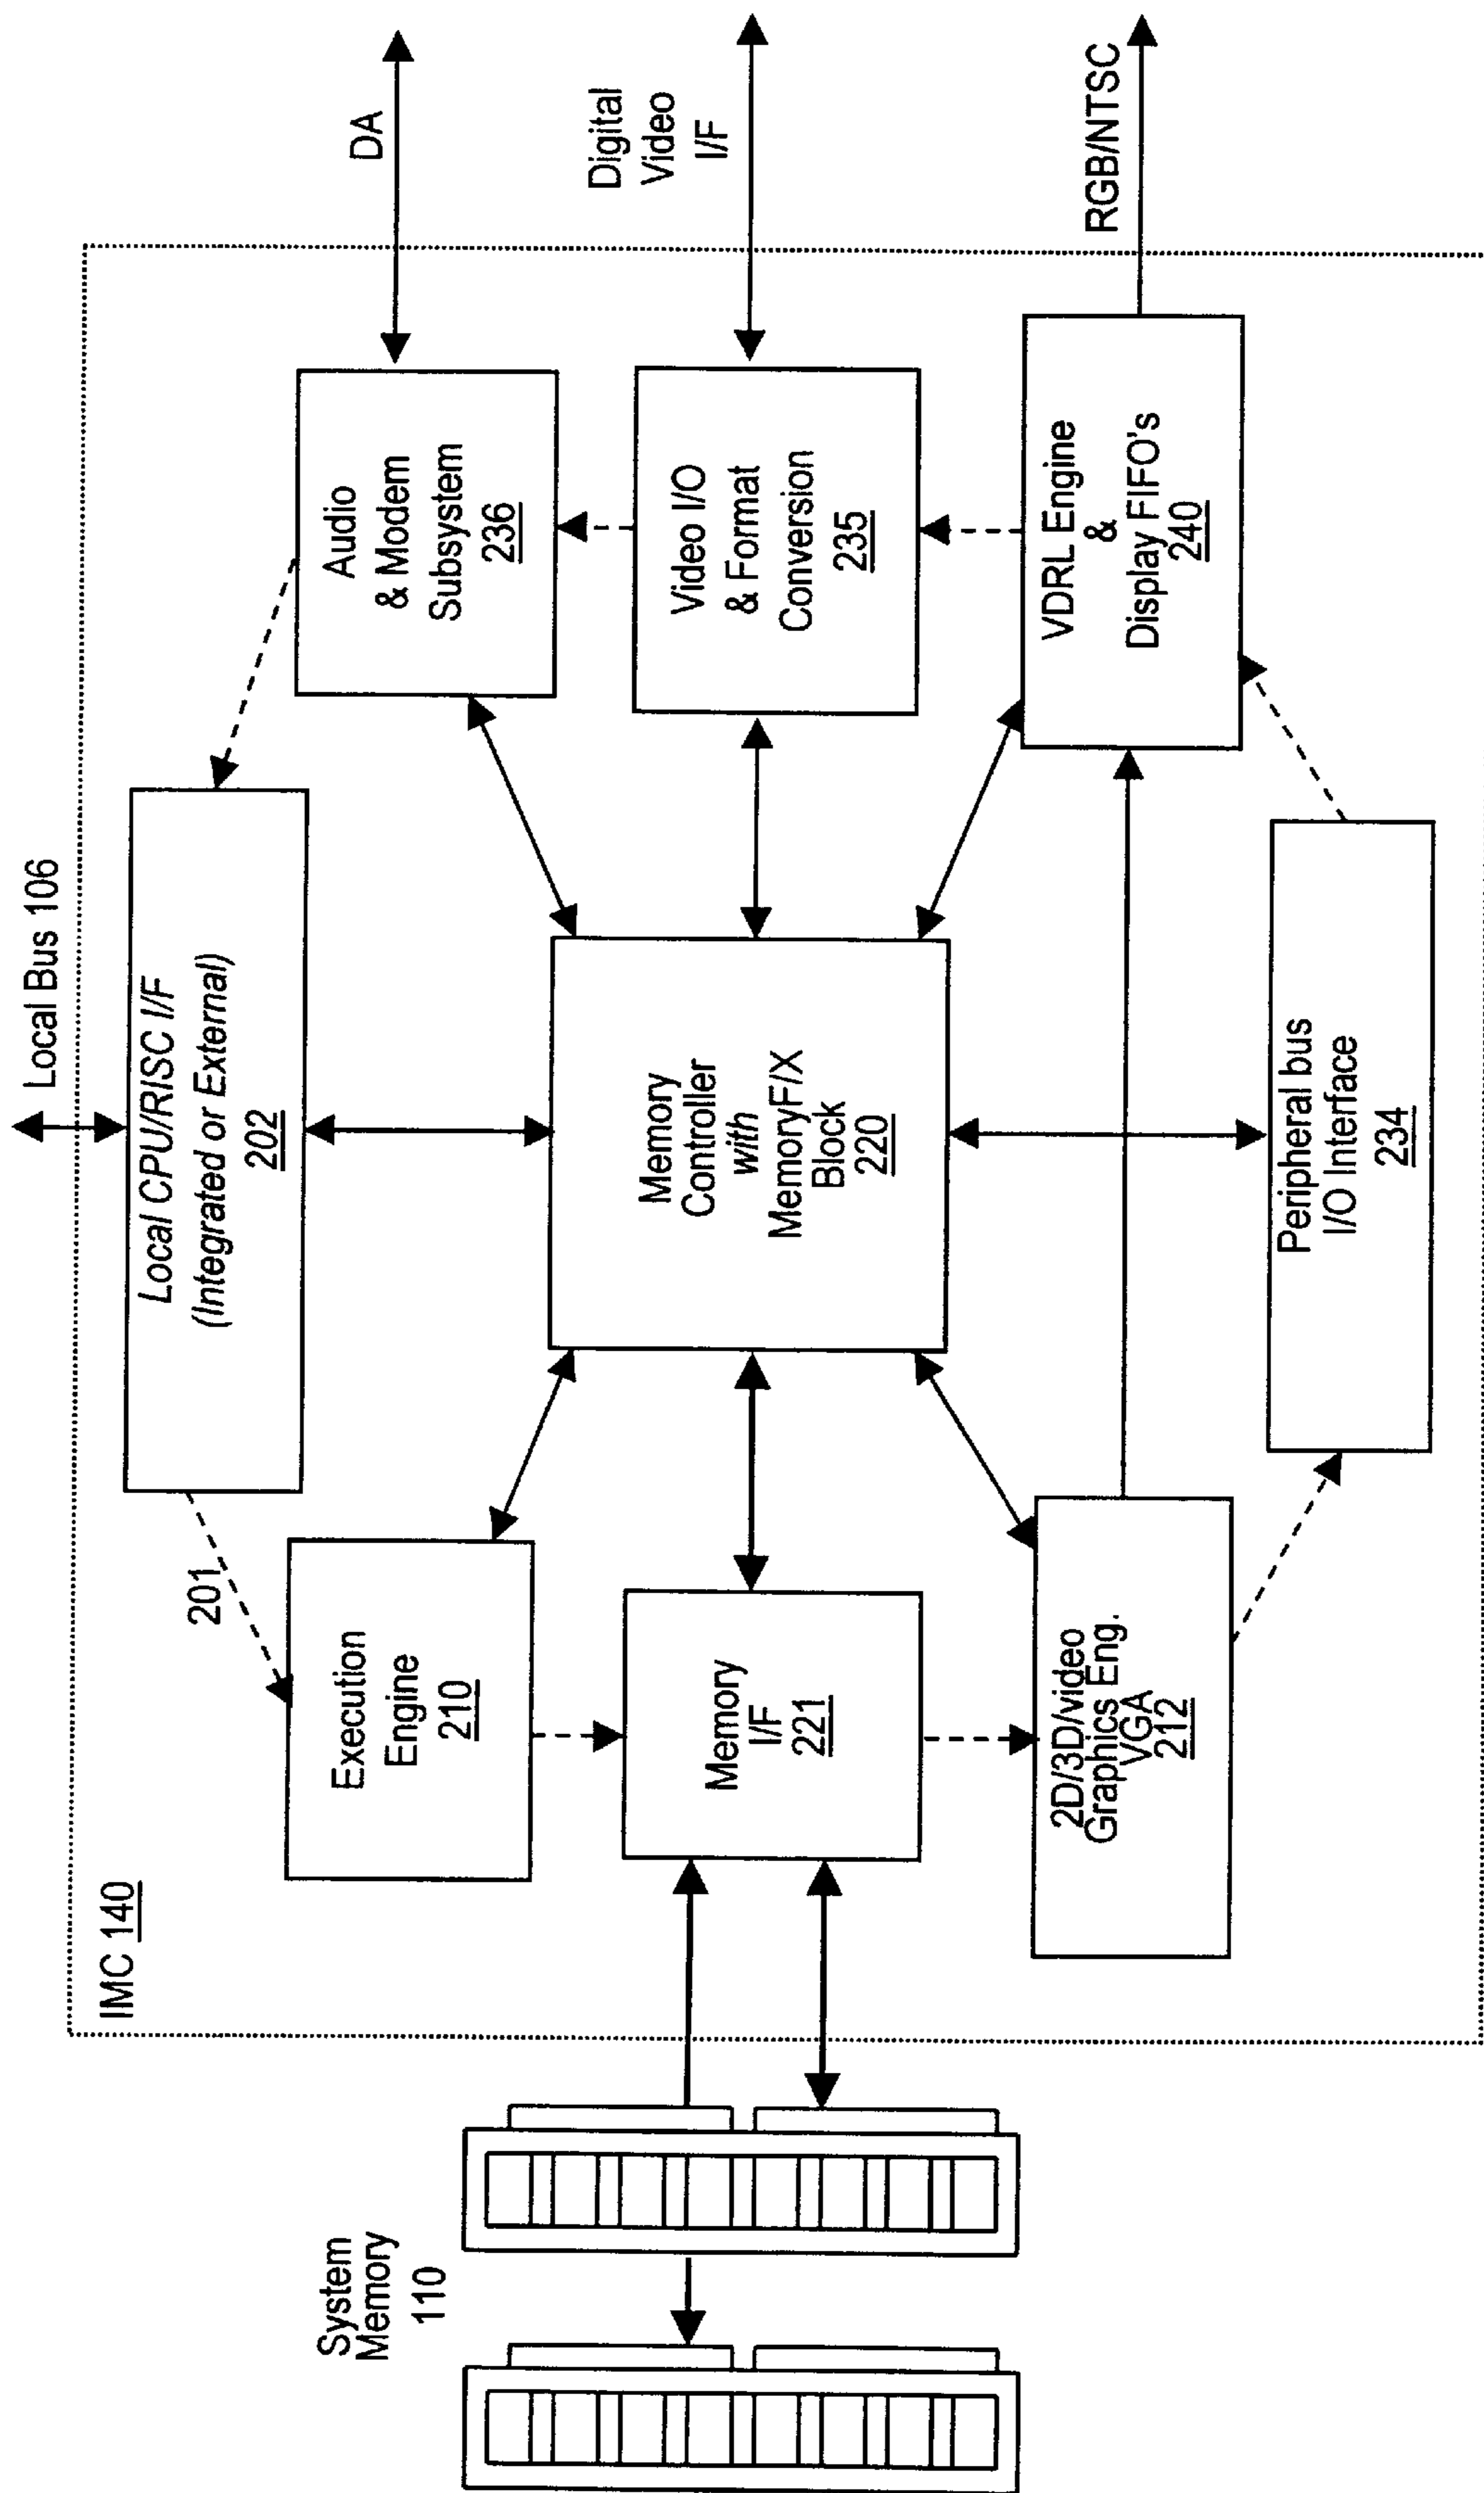 Local Bus 106
IMC 140
Local CPU/RISC I/F
(Integrated or External)
202
201
Execution
Engine
210
Audio
& Modem
Subsystem
236
DA
System
Memory
110
Memory
I/F
221
Memory
Controller
with
MemoryF/X
Block
220
Video I/O
& Format
Conversion
235
Digital
Video
I/F
2D/3D/video
Graphics Eng.
VGA
212
VDRL Engine
&
Display FIFO's
240
RGB/NTSC
Peripheral bus
I/O Interface
234